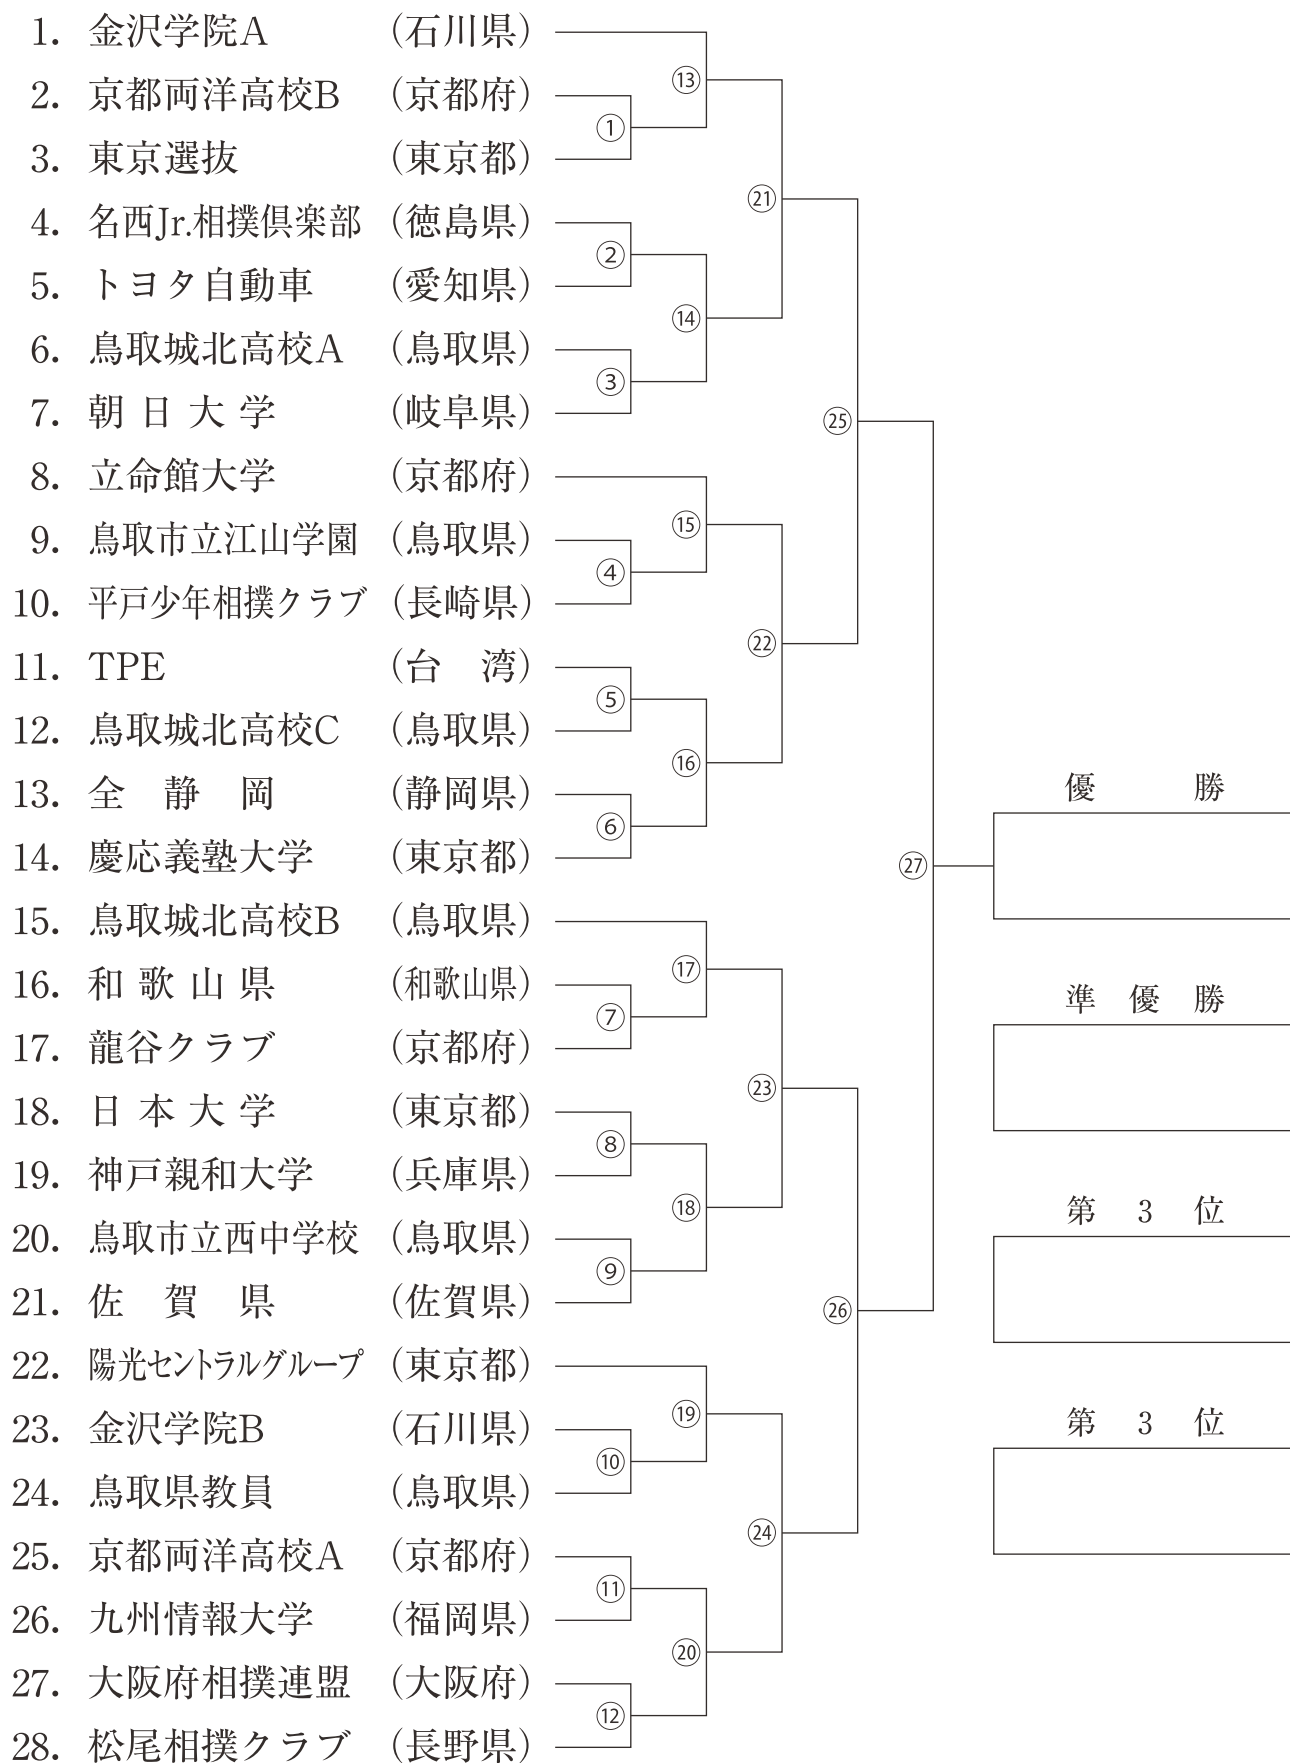 1. 金沢学院A (石川県)
2. 京都両洋高校B (京都府)
3. 東京選抜 (東京都)
4. 名西Jr.相撲倶楽部 (徳島県)
5. トヨタ自動車 (愛知県)
6. 鳥取城北高校A (鳥取県)
7. 朝日大学 (岐阜県)
8. 立命館大学 (京都府)
9. 鳥取市立江山学園 (鳥取県)
10. 平戸少年相撲クラブ (長崎県)
11. TPE (台 湾)
12. 鳥取城北高校C (鳥取県)
13. 全静岡 (静岡県)
14. 慶応義塾大学 (東京都)
15. 鳥取城北高校B (鳥取県)
16. 和歌山県 (和歌山県)
17. 龍谷クラブ (京都府)
18. 日本大学 (東京都)
19. 神戸親和大学 (兵庫県)
20. 鳥取市立西中学校 (鳥取県)
21. 佐賀県 (佐賀県)
22. 陽光セントラルグループ (東京都)
23. 金沢学院B (石川県)
24. 鳥取県教員 (鳥取県)
25. 京都両洋高校A (京都府)
26. 九州情報大学 (福岡県)
27. 大阪府相撲連盟 (大阪府)
28. 松尾相撲クラブ (長野県)
①
②
③
④
⑤
⑥
⑦
⑧
⑨
⑩
⑪
⑫
⑬
⑭
⑮
⑯
⑰
⑱
⑲
⑳
㉑
㉒
㉓
㉔
㉕
㉖
㉗
優勝
準優勝
第3位
第3位